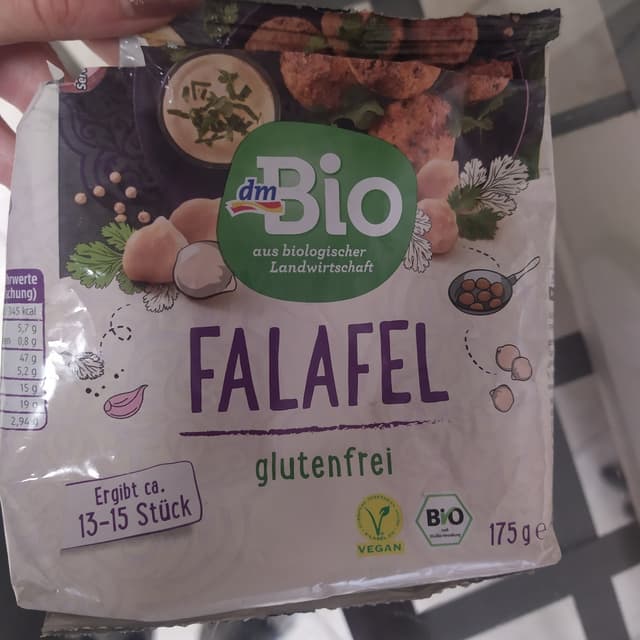 dm
Bio
aus biologischer
Landwirtschaft
345 kcal
5,7 g
0,8 g
47 g
5,2 g
15 g
19 g
2,94 g
FALAFEL
glutenfrei
Ergibt ca.
13-15 Stück
VEGAN
BIO
175 g e